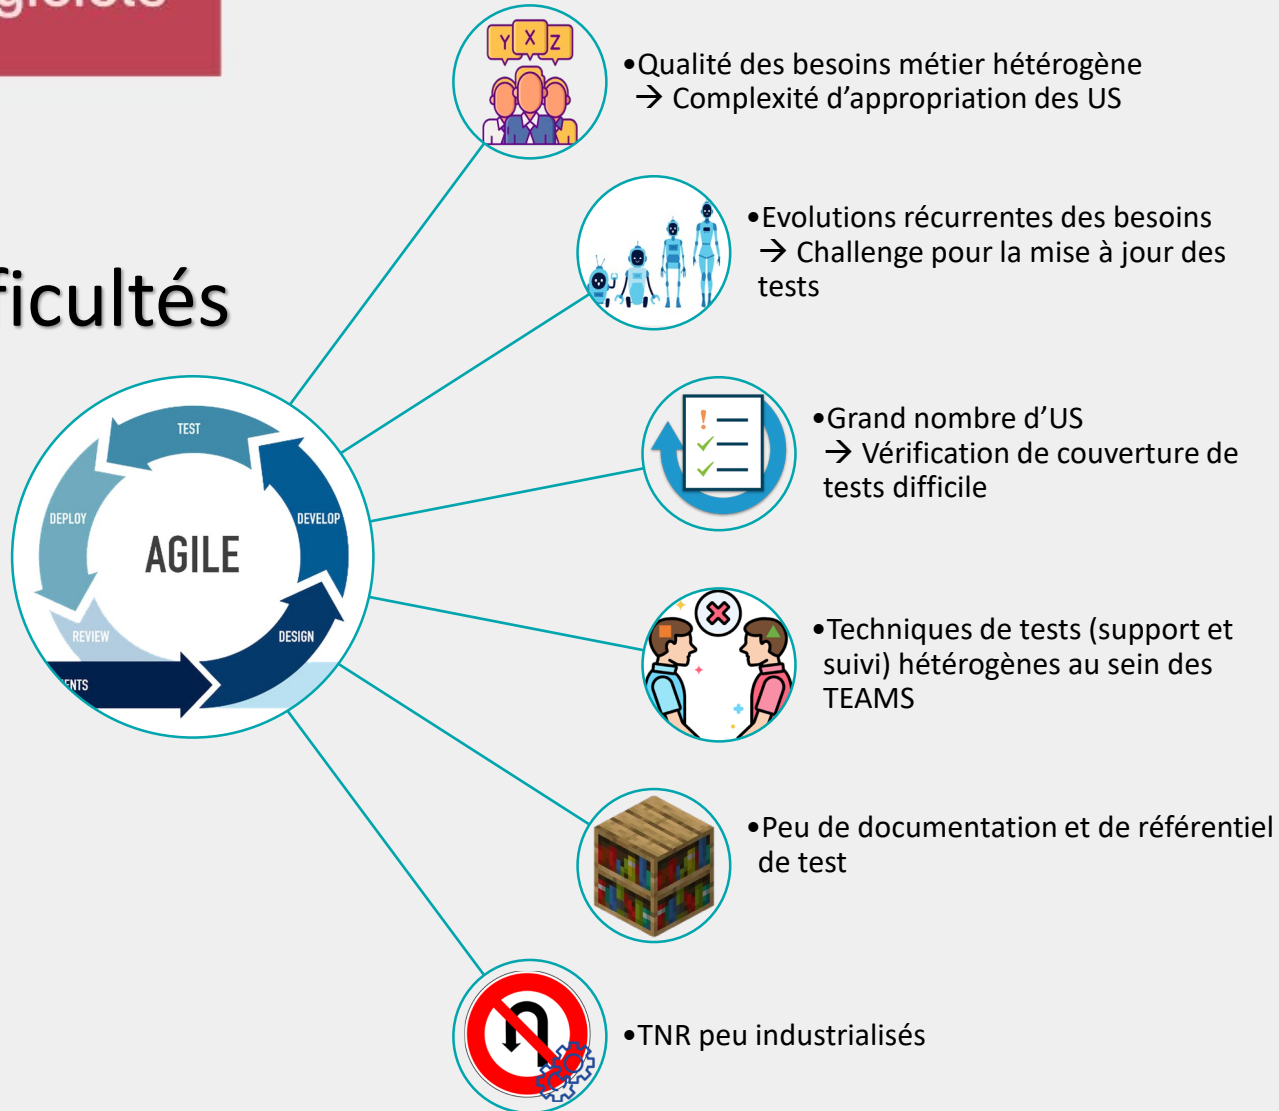 Y X Z
•Qualité des besoins métier hétérogène
→ Complexité d’appropriation des US
•Evolutions récurrentes des besoins
→ Challenge pour la mise à jour des
tests
ficultés
TEST
DEPLOY
DEVELOP
AGILE
REVIEW
DESIGN
ENTS
•Grand nombre d’US
→ Vérification de couverture de
tests difficile
•Techniques de tests (support et
suivi) hétérogènes au sein des
TEAMS
•Peu de documentation et de référentiel
de test
•TNR peu industrialisés